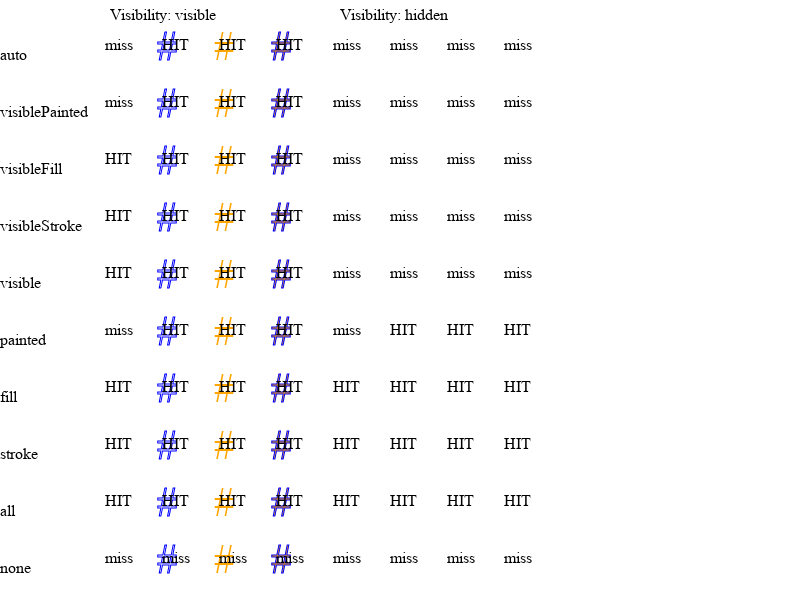 Visibility: visible Visibility: hidden
auto miss #HIT #HIT #HIT miss miss miss miss
visiblePainted miss #HIT #HIT #HIT miss miss miss miss
visibleFill HIT #HIT #HIT #HIT miss miss miss miss
visibleStroke HIT #HIT #HIT #HIT miss miss miss miss
visible HIT #HIT #HIT #HIT miss miss miss miss
painted miss #HIT #HIT #HIT miss HIT HIT HIT
fill HIT #HIT #HIT #HIT HIT HIT HIT HIT
stroke HIT #HIT #HIT #HIT HIT HIT HIT HIT
all HIT #HIT #HIT #HIT HIT HIT HIT HIT
none miss #miss #miss #miss miss miss miss miss